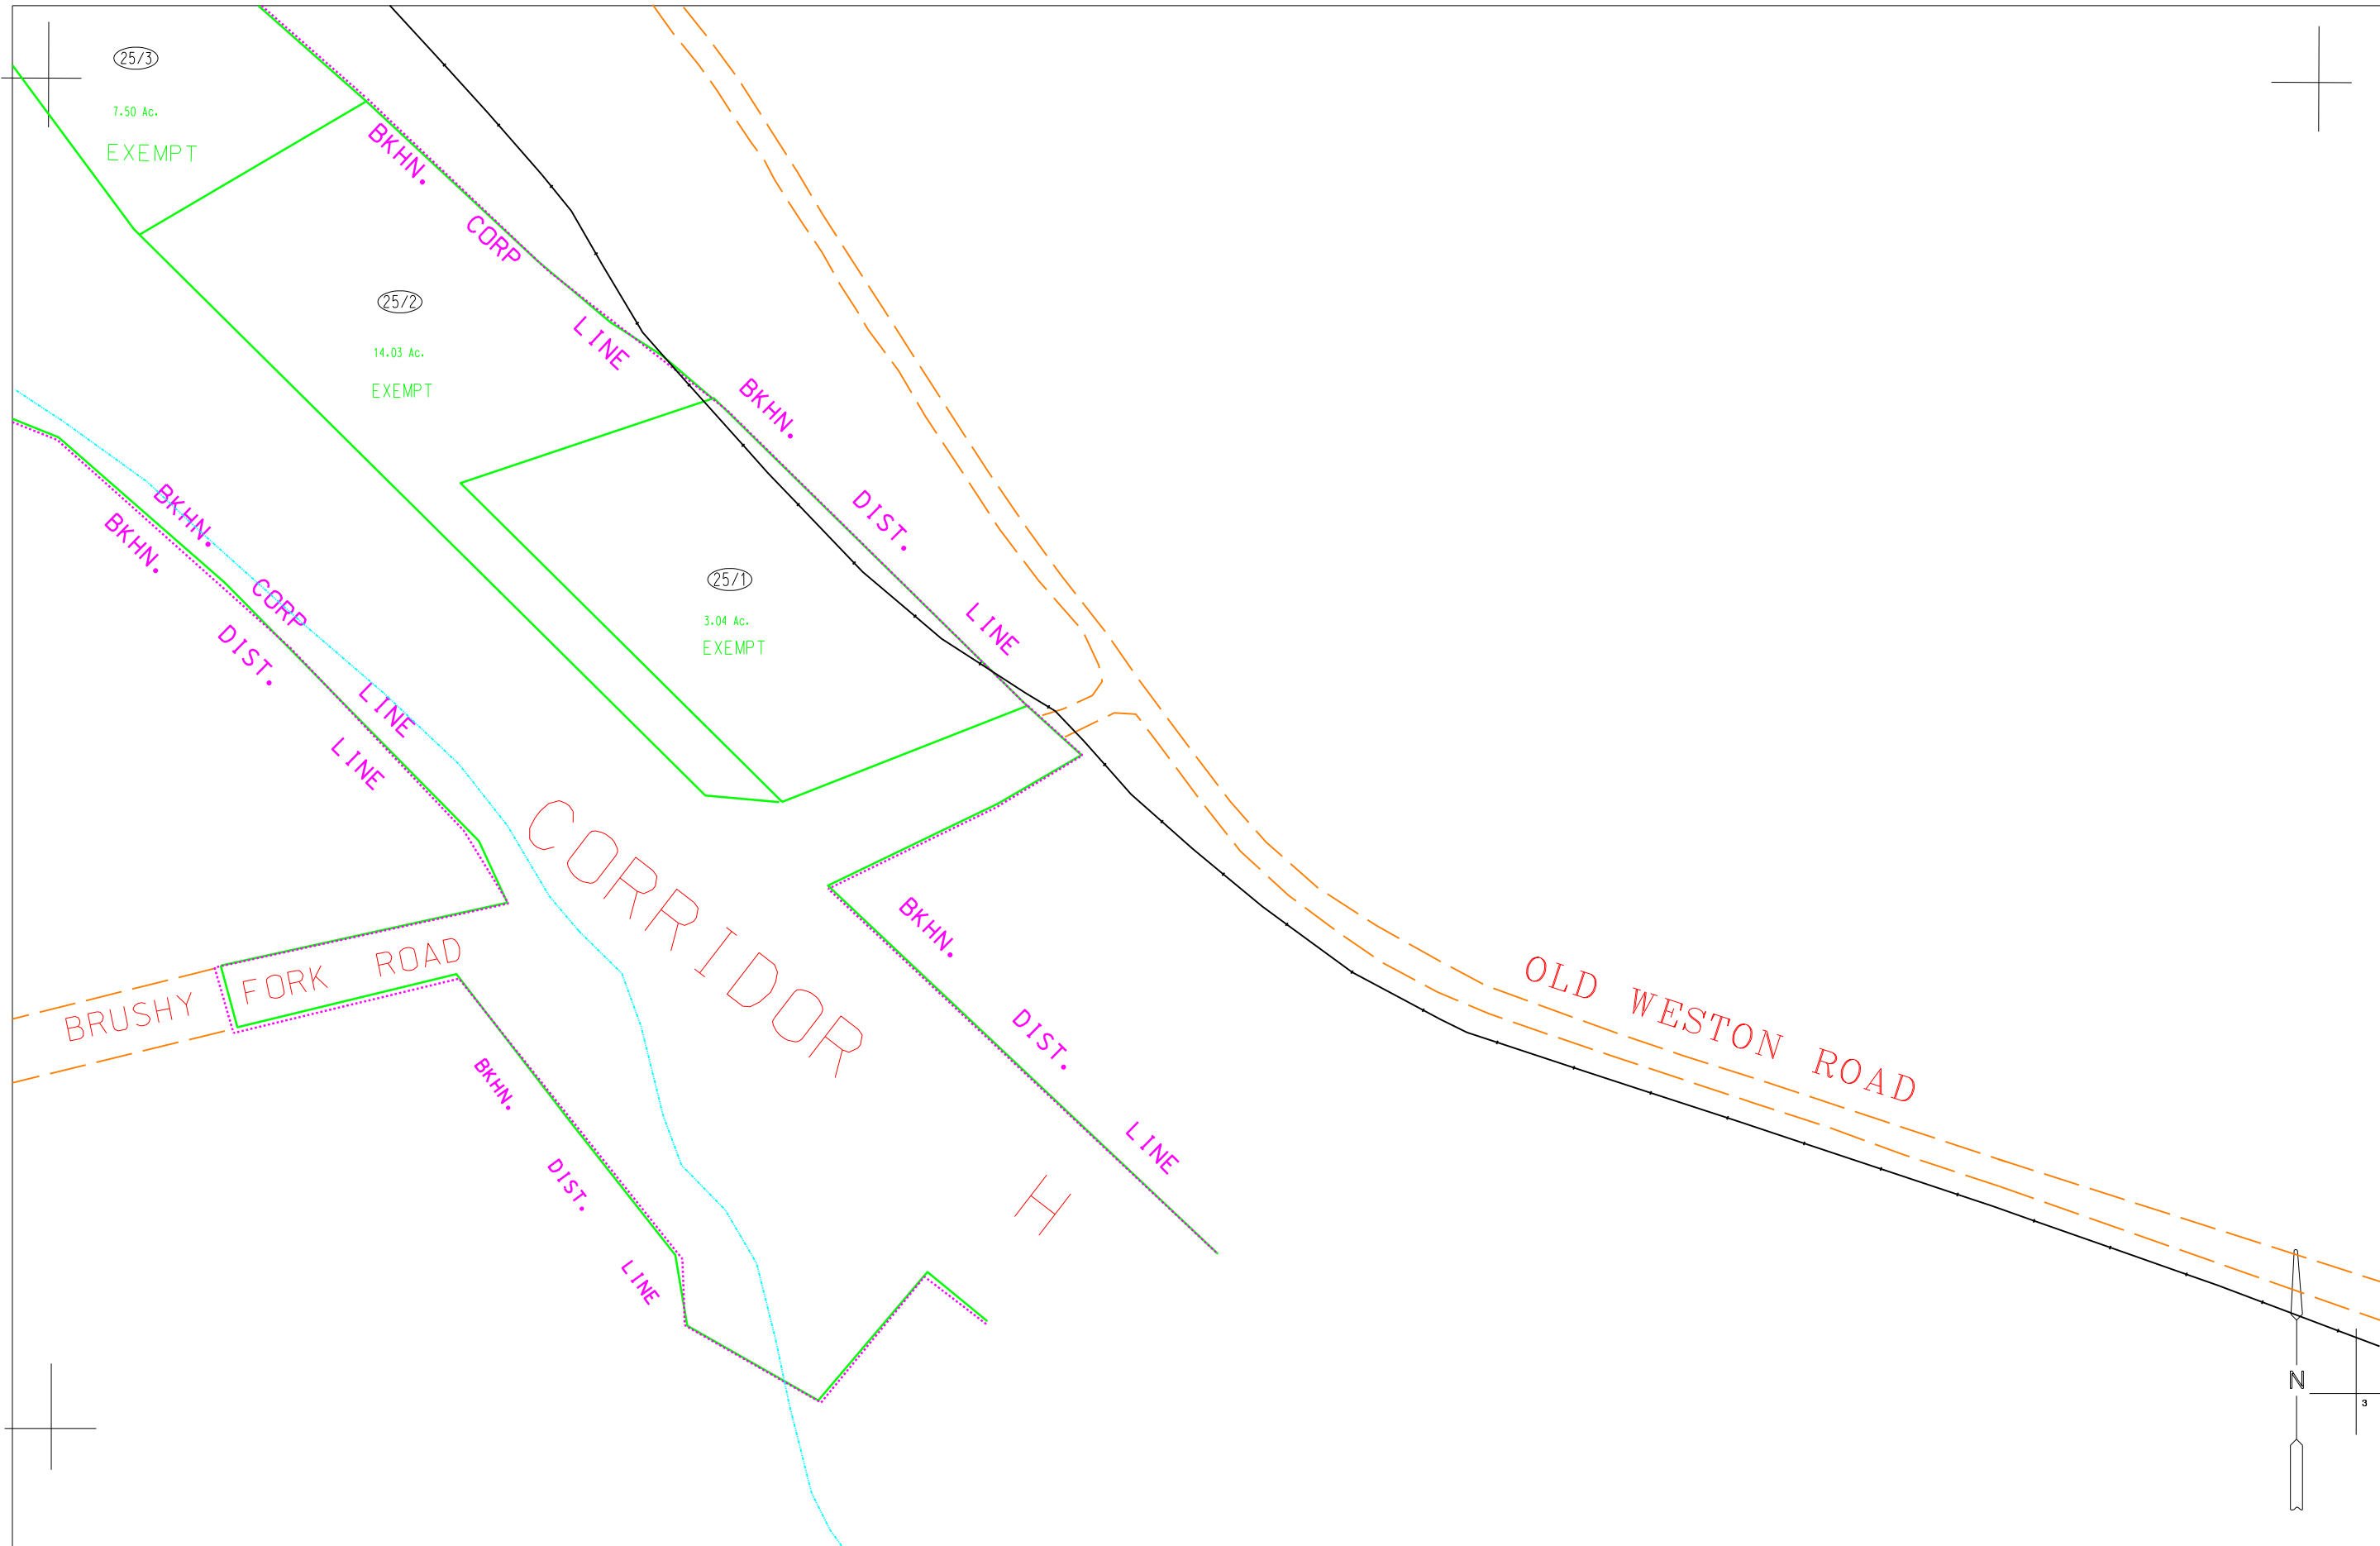 25/3
7.50 Ac.
EXEMPT
BKHN. CORP LINE
25/2
14.03 Ac.
EXEMPT
BKHN. DIST. LINE
BKHN. CORP LINE
BKHN. DIST. LINE
25/1
3.04 Ac.
EXEMPT
CORRIDOR H
BRUSHY FORK ROAD
BKHN. DIST. LINE
BKHN. DIST. LINE
OLD WESTON ROAD
N
3